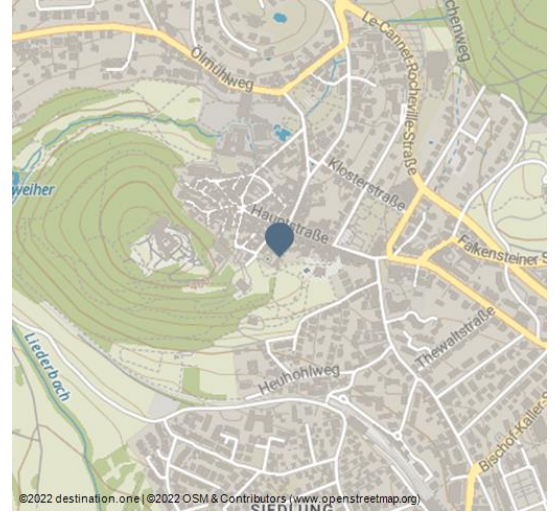 Ölmühlweg
Le-Cannet-Rocheville-Straße
chenweg
Klosterstraße
weiher
Hauptstraße
Falkensteiner S
Liederbach
Thewaltstraße
Heuhohlweg
Bischof-Kaller-S
©2022 destination.one | ©2022 OSM & Contributors (www.openstreetmap.org)
SIEDLUNG